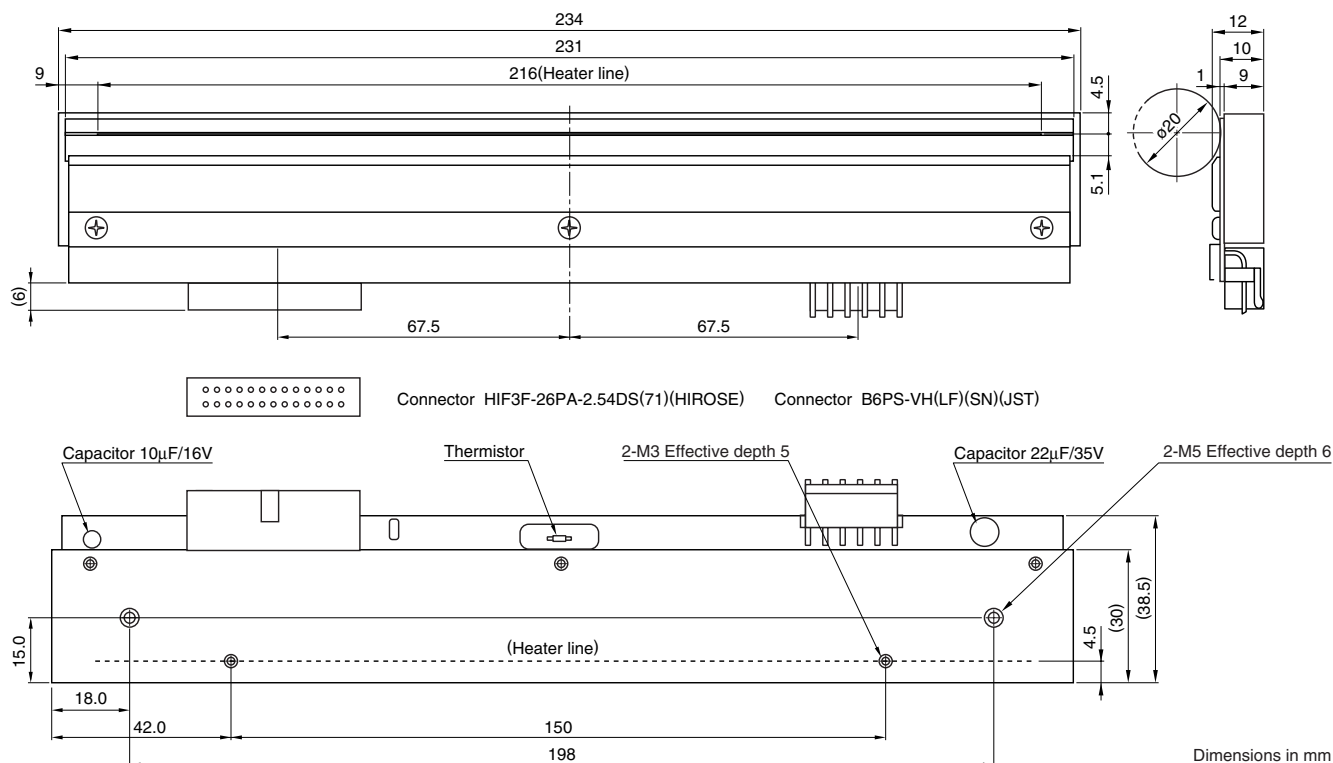 234
231
216(Heater line)
9
4.5
5.1
12
10
1
9
ø20
(6)
67.5
67.5
Connector HIF3F-26PA-2.54DS(71)(HIROSE)
Connector B6PS-VH(LF)(SN)(JST)
Capacitor 10µF/16V
Thermistor
2-M3 Effective depth 5
Capacitor 22µF/35V
2-M5 Effective depth 6
15.0
(Heater line)
4.5
(30)
(38.5)
18.0
42.0
150
198
Dimensions in mm